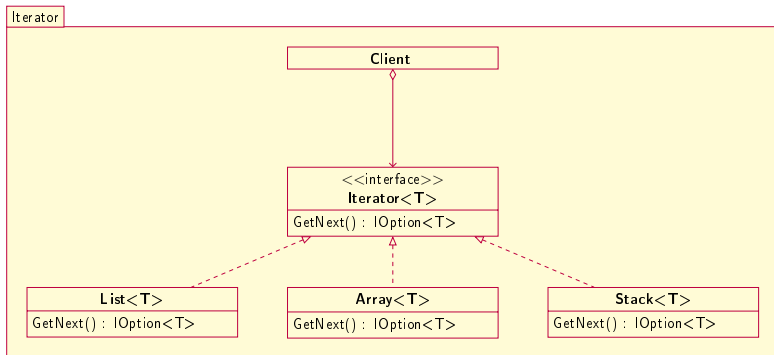 Iterator
Client
<<interface>>
Iterator<T>
GetNext() : IOption<T>
List<T>
GetNext() : IOption<T>
Array<T>
GetNext() : IOption<T>
Stack<T>
GetNext() : IOption<T>